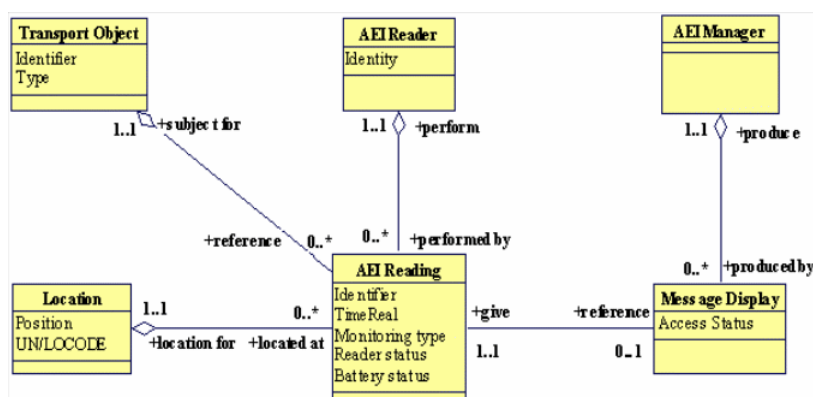 Transport Object
Identifier
Type
AEI Reader
Identity
AEI Manager
1..1
+subject for
1..1
+perform
1..1
+produce
+reference
0..*
0..*
+performed by
0..*
+produced by
AEI Reading
Identifier
TimeReal
Monitoring type
Reader status
Battery status
Location
Position
UN/LOCODE
1..1
0..*
+location for
+located at
+give
+reference
1..1
0..1
Message Display
Access Status